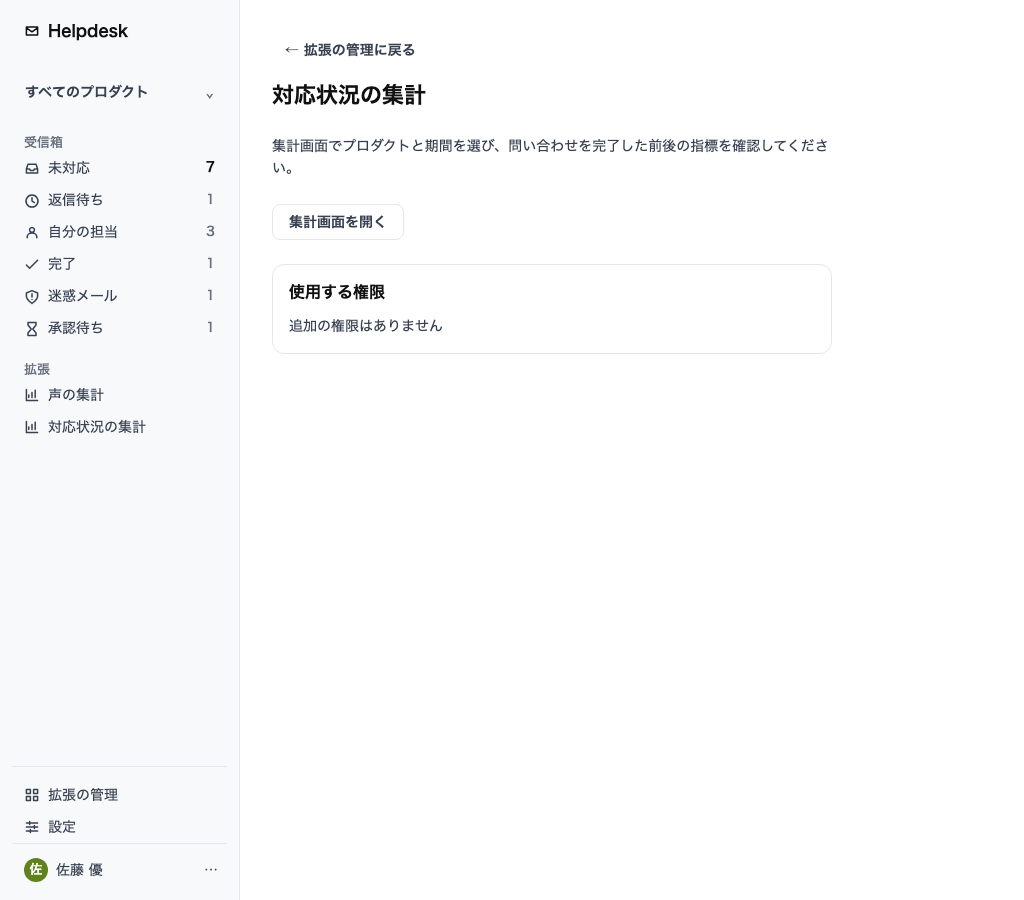 Helpdesk
すべてのプロダクト
受信箱
未対応 7
返信待ち 1
自分の担当 3
完了 1
迷惑メール 1
承認待ち 1
拡張
声の集計
対応状況の集計
拡張の管理
設定
佐 佐藤 優 …
← 拡張の管理に戻る
対応状況の集計
集計画面でプロダクトと期間を選び、問い合わせを完了した前後の指標を確認してくださ
い。
集計画面を開く
使用する権限
追加の権限はありません